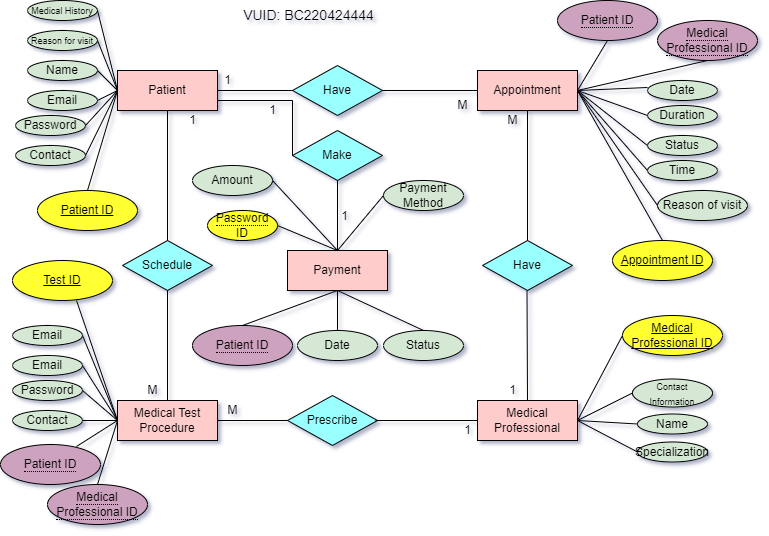 VUID: BC220424444
Medical History
Reason for visit
Name
Email
Password
Contact
Patient ID
Patient
1
1
1
Have
M
Make
Appointment
M
Patient ID
Medical
Professional ID
Date
Duration
Status
Time
Reason of visit
Appointment ID
Amount
Password
ID
Payment
Method
1
Payment
Patient ID
Date
Status
Schedule
Have
Test ID
Email
Email
Password
Contact
Patient ID
Medical
Professional ID
M
Medical Test
Procedure
M
Prescribe
1
1
Medical
Professional
Medical
Professional ID
Contact
Information
Name
Specialization